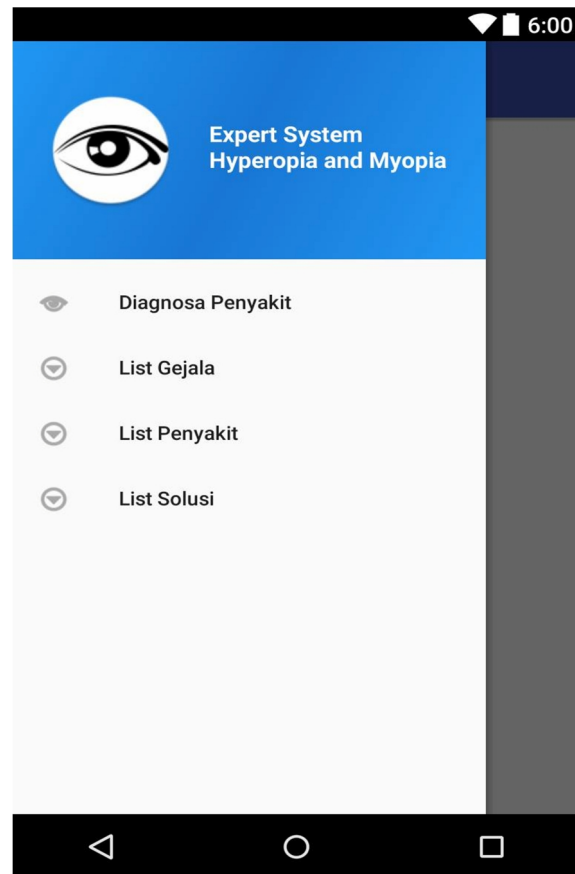 6:00
Expert System
Hyperopia and Myopia
Diagnosa Penyakit
List Gejala
List Penyakit
List Solusi